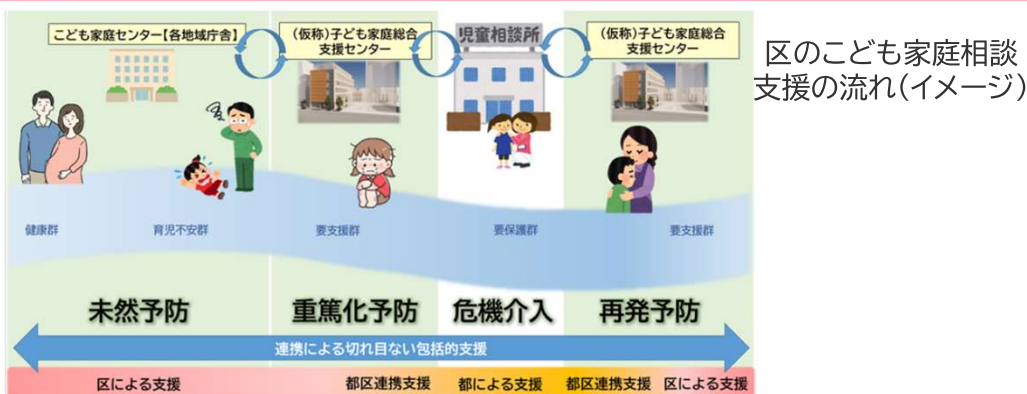 こども家庭センター【各地域庁舎】
(仮称)子ども家庭総合
支援センター
児童相談所
(仮称)子ども家庭総合
支援センター
区のこども家庭相談
支援の流れ(イメージ)
健康群
育児不安群
要支援群
要保護群
要支援群
未然予防
重篤化予防
危機介入
再発予防
連携による切れ目ない包括的支援
区による支援
都区連携支援
都による支援
都区連携支援
区による支援